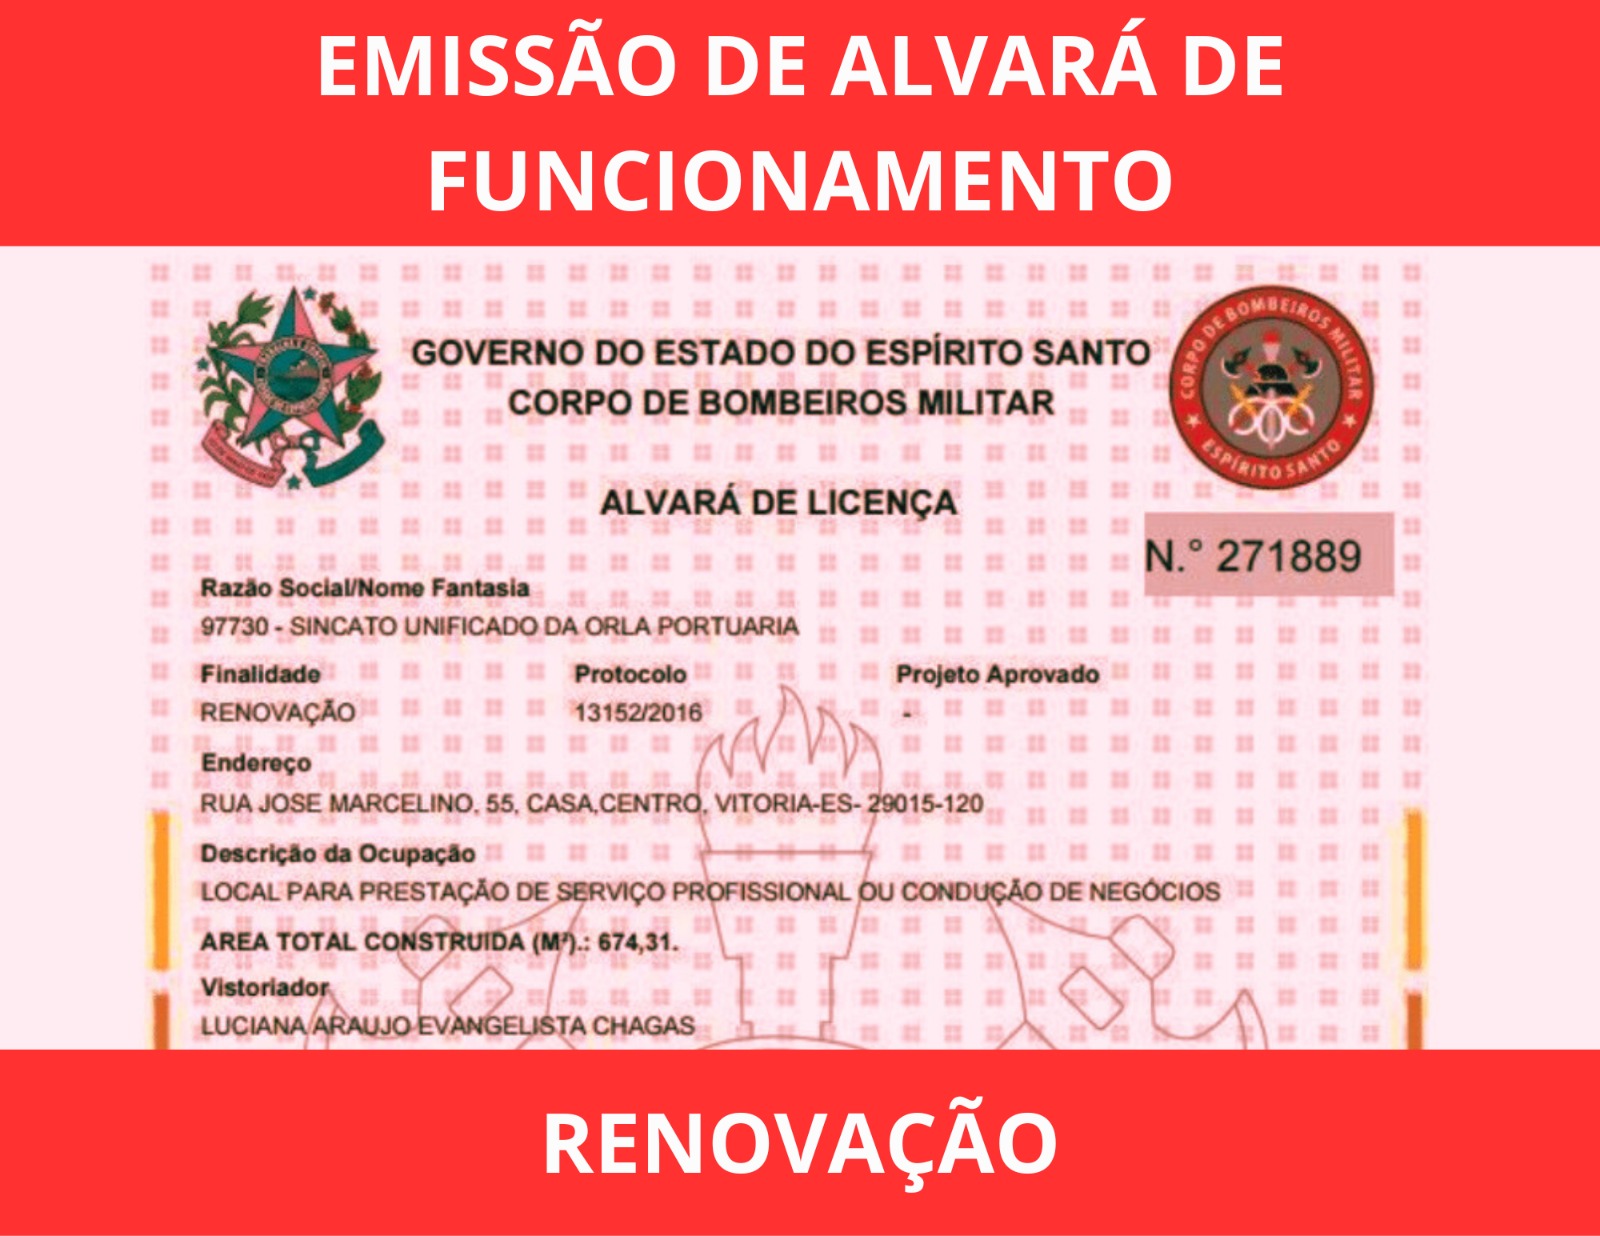 EMISSÃO DE ALVARÁ DE
FUNCIONAMENTO
GOVERNO DO ESTADO DO ESPÍRITO SANTO
CORPO DE BOMBEIROS MILITAR
CORPO DE BOMBEIROS MILITAR
ESPÍRITO SANTO
ALVARÁ DE LICENÇA
N.° 271889
Razão Social/Nome Fantasia
97730 - SINCATO UNIFICADO DA ORLA PORTUARIA
Finalidade Protocolo Projeto Aprovado
RENOVAÇÃO 13152/2016 -
Endereço
RUA JOSE MARCELINO, 55, CASA,CENTRO, VITORIA-ES- 29015-120
Descrição da Ocupação
LOCAL PARA PRESTAÇÃO DE SERVIÇO PROFISSIONAL OU CONDUÇÃO DE NEGÓCIOS
AREA TOTAL CONSTRUIDA (M²).: 674,31.
Vistoriador
LUCIANA ARAUJO EVANGELISTA CHAGAS
RENOVAÇÃO